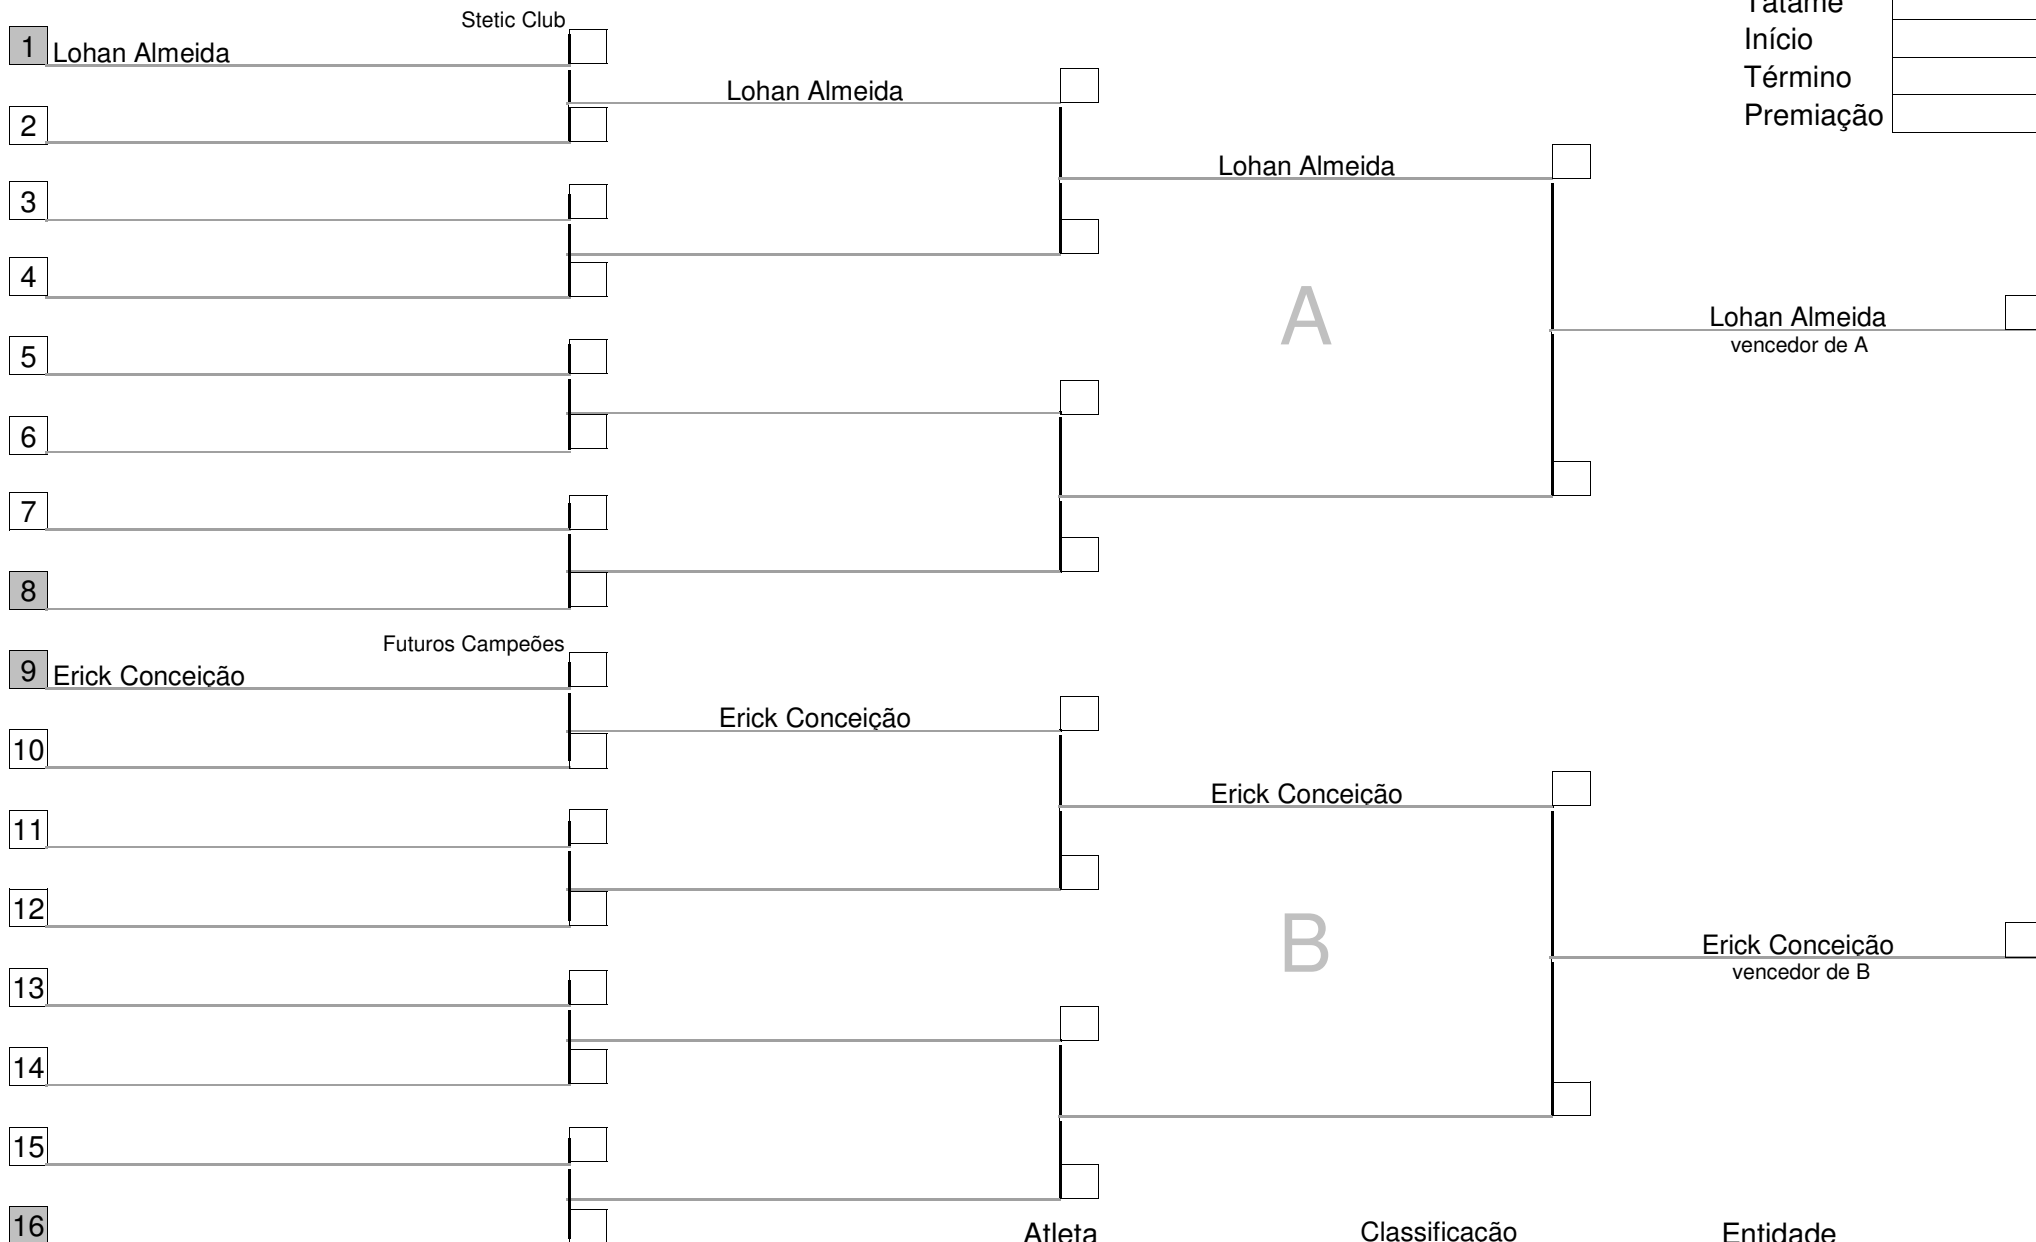 Stetic Club
Tatame
1 Lohan Almeida
Início
Lohan Almeida
Término
2
Premiação
Lohan Almeida
3
4
A
Lohan Almeida
vencedor de A
5
6
7
8
Futuros Campeões
9 Erick Conceição
Erick Conceição
10
Erick Conceição
11
12
B
Erick Conceição
vencedor de B
13
14
15
16
Atleta Classificação Entidade